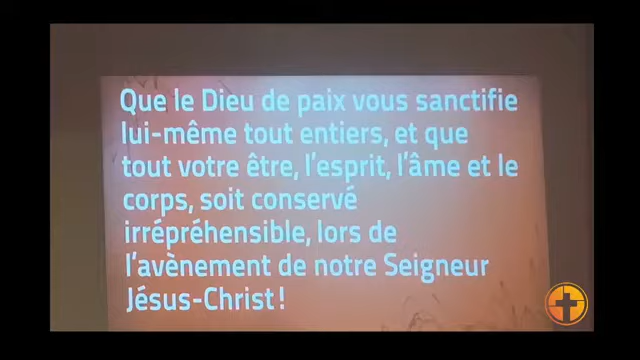 Que le Dieu de paix vous sanctifie
lui-même tout entiers, et que
tout votre être, l'esprit, l'âme et le
corps, soit conservé
irrépréhensible, lors de
l'avènement de notre Seigneur
Jésus-Christ !